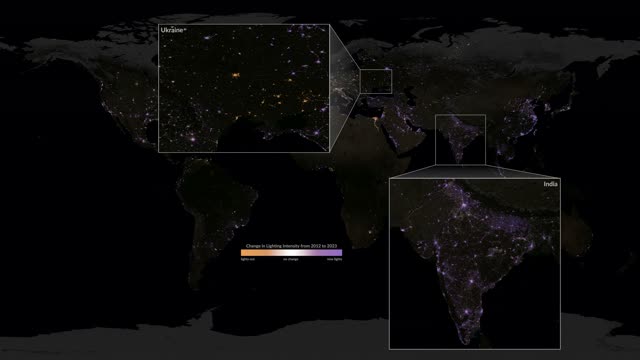 Ukraine
India
Change in Lighting Intensity from 2012 to 2023
lights out no change new lights